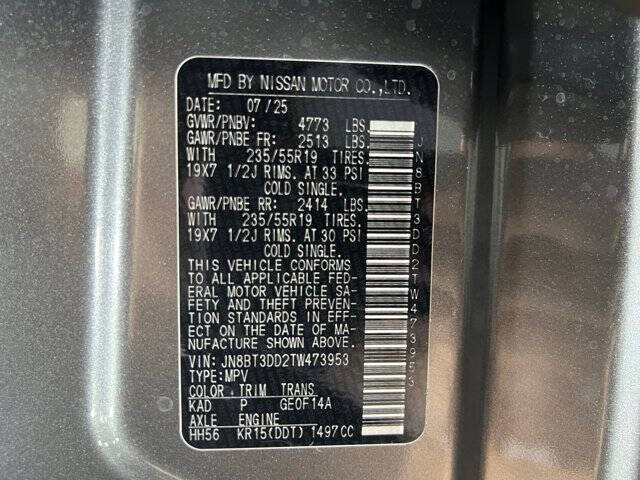 MFD BY NISSAN MOTOR CO.,LTD.
DATE: 07/25
GVWR/PNBV: 4773 LBS.
GAWR/PNBE FR: 2513 LBS.
WITH 235/55R19 TIRES.
19X7 1/2J RIMS. AT 33 PSI
COLD SINGLE.
GAWR/PNBE RR: 2414 LBS.
WITH 235/55R19 TIRES.
19X7 1/2J RIMS. AT 30 PSI
COLD SINGLE.
THIS VEHICLE CONFORMS
TO ALL APPLICABLE FED-
ERAL MOTOR VEHICLE SA-
FETY AND THEFT PREVEN-
TION STANDARDS IN EFF-
ECT ON THE DATE OF MA-
NUFACTURE SHOWN ABOVE.
VIN:JN8BT3DD2TW473953
TYPE:MPV
COLOR TRIM TRANS
KAD P GE0F14A
AXLE ENGINE
HH56 KR15(DDT) 1497CC
JN8BT3DD2TW473953